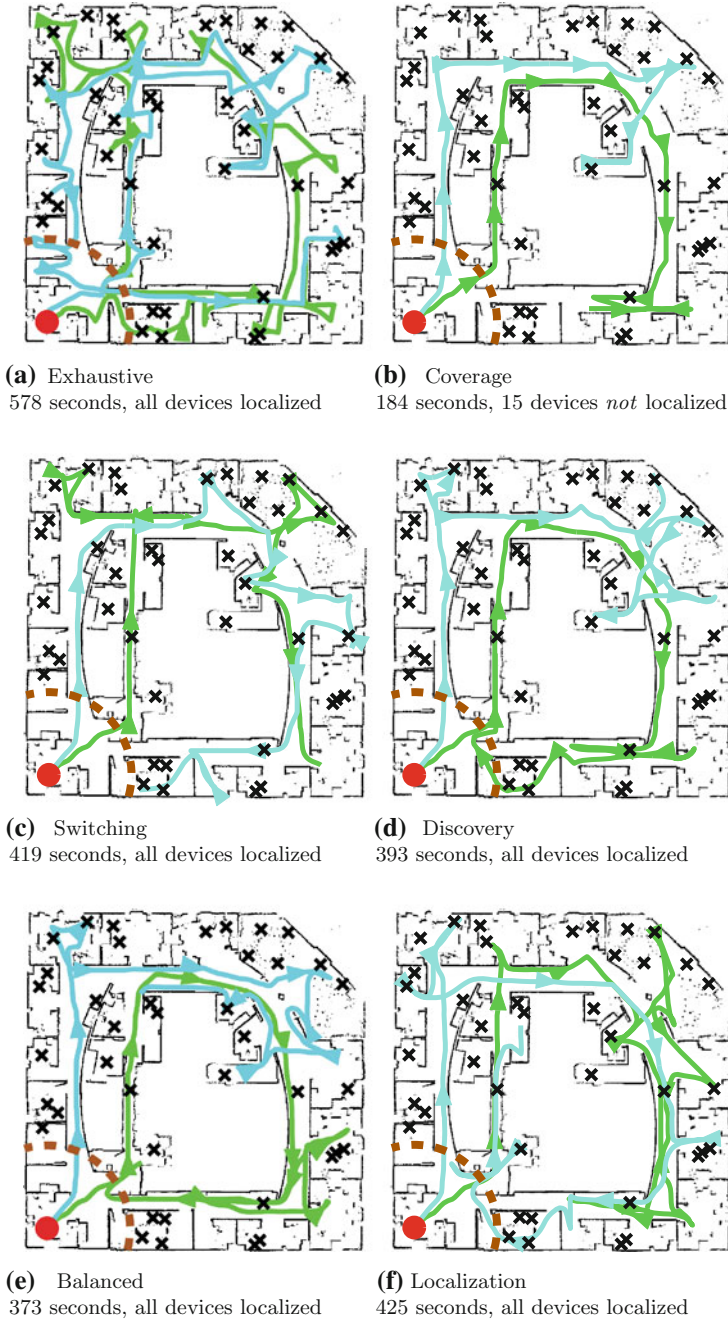 (a) Exhaustive
578 seconds, all devices localized
(b) Coverage
184 seconds, 15 devices not localized
(c) Switching
419 seconds, all devices localized
(d) Discovery
393 seconds, all devices localized
(e) Balanced
373 seconds, all devices localized
(f) Localization
425 seconds, all devices localized